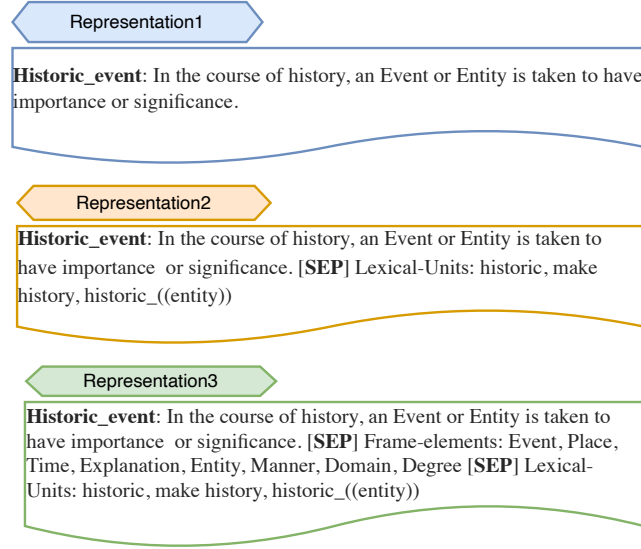 Representation1
Historic_event: In the course of history, an Event or Entity is taken to have
importance or significance.
Representation2
Historic_event: In the course of history, an Event or Entity is taken to
have importance or significance. [SEP] Lexical-Units: historic, make
history, historic_((entity))
Representation3
Historic_event: In the course of history, an Event or Entity is taken to
have importance or significance. [SEP] Frame-elements: Event, Place,
Time, Explanation, Entity, Manner, Domain, Degree [SEP] Lexical-
Units: historic, make history, historic_((entity))